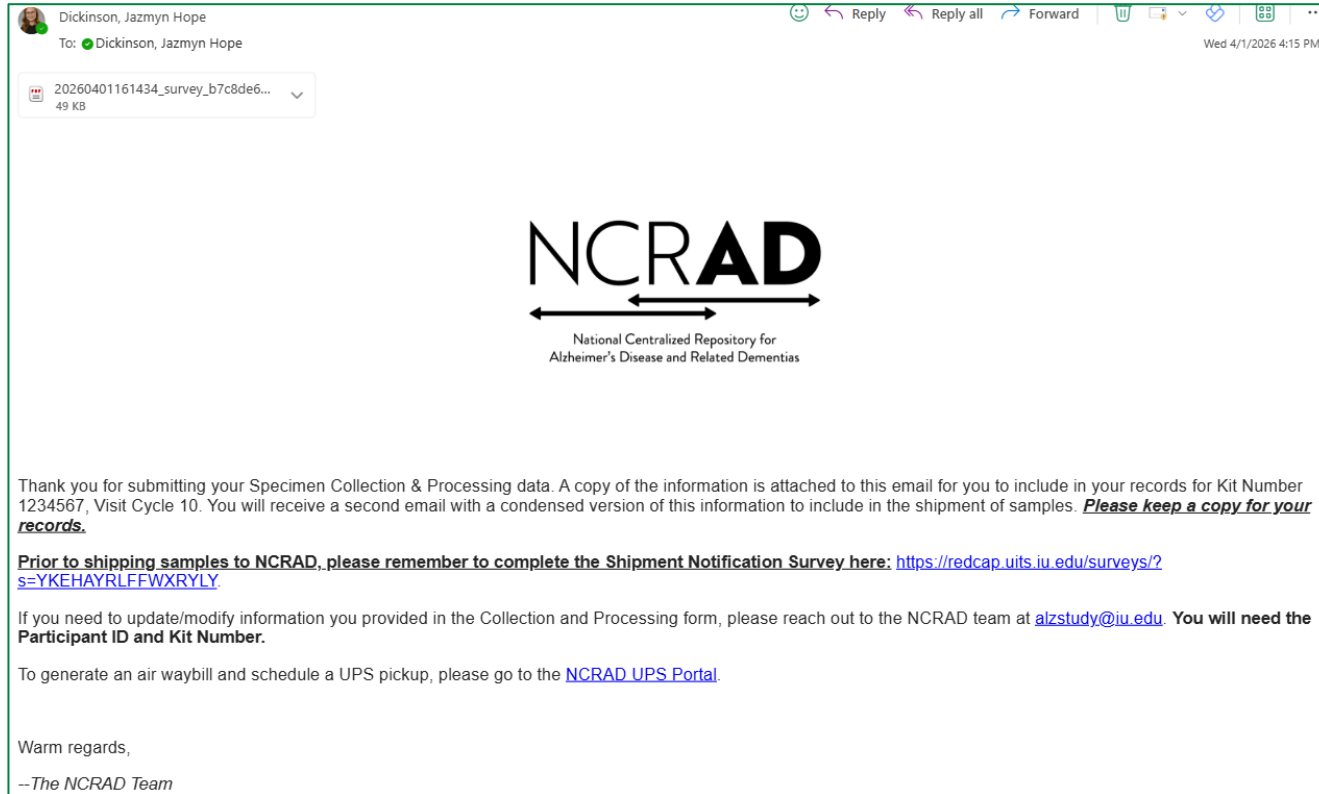 Dickinson, Jazmyn Hope
Reply Reply all Forward
To: Dickinson, Jazmyn Hope
Wed 4/1/2026 4:15 PM
20260401161434_survey_b7c8de6...
49 KB
NCRAD
National Centralized Repository for
Alzheimer's Disease and Related Dementias
Thank you for submitting your Specimen Collection & Processing data. A copy of the information is attached to this email for you to include in your records for Kit Number
1234567, Visit Cycle 10. You will receive a second email with a condensed version of this information to include in the shipment of samples. Please keep a copy for your
records.
Prior to shipping samples to NCRAD, please remember to complete the Shipment Notification Survey here: https://redcap.uits.iu.edu/surveys/?
s=YKEHAYRLFFWXRYLY.
If you need to update/modify information you provided in the Collection and Processing form, please reach out to the NCRAD team at alzstudy@iu.edu. You will need the
Participant ID and Kit Number.
To generate an air waybill and schedule a UPS pickup, please go to the NCRAD UPS Portal.
Warm regards,
--The NCRAD Team